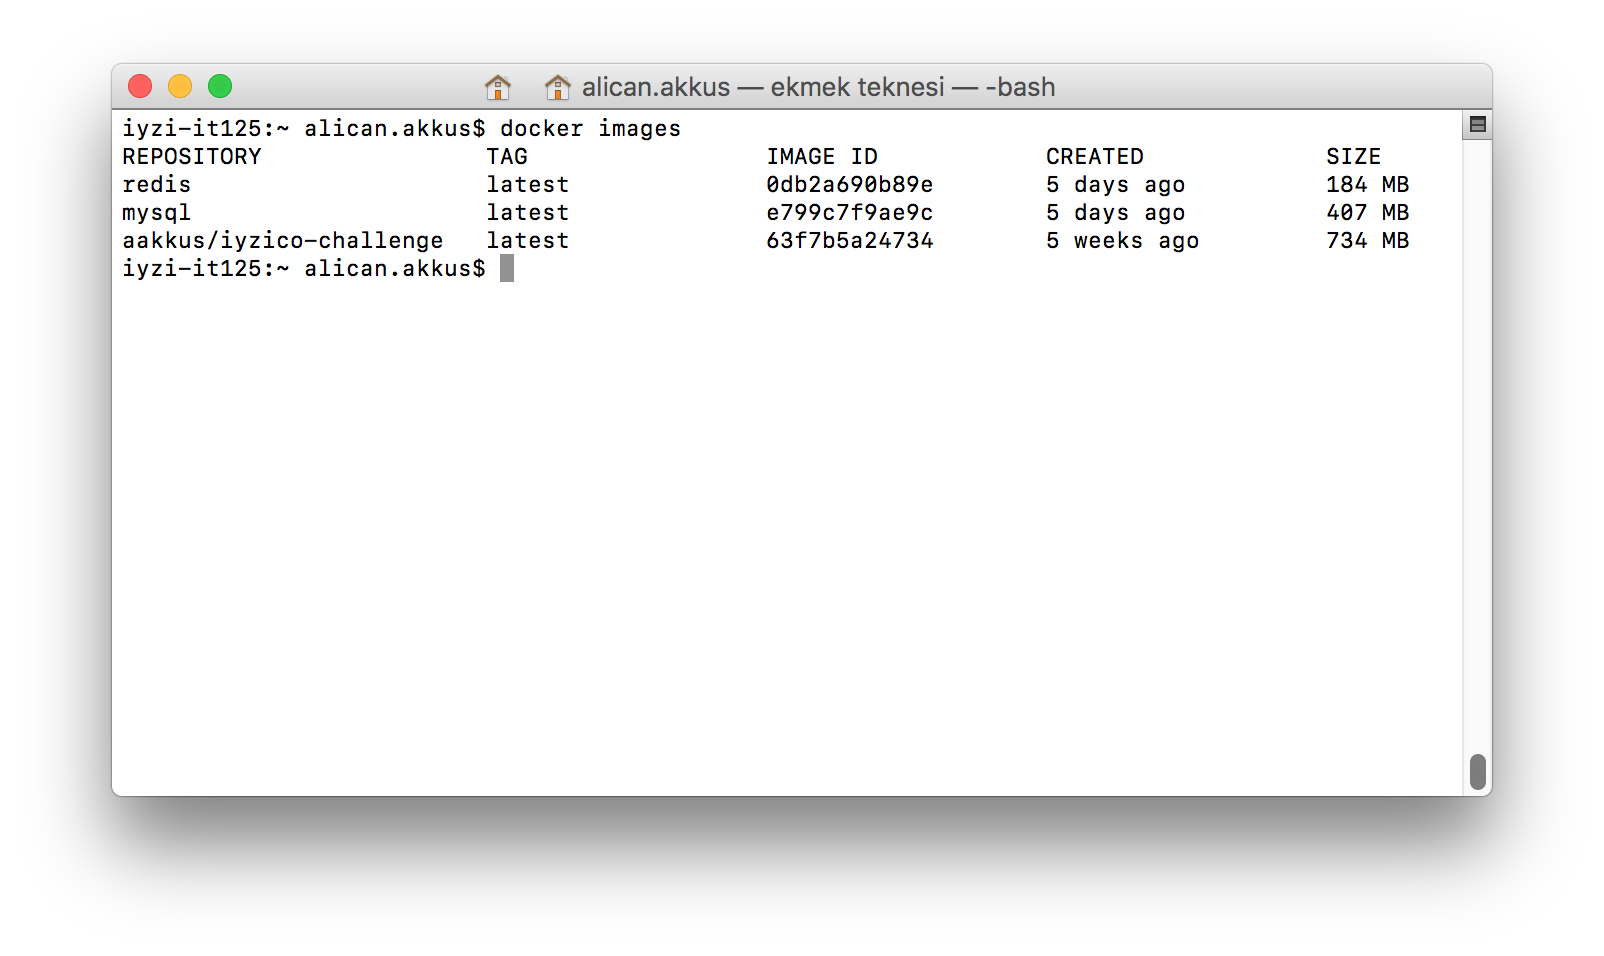 alican.akkus — ekmek teknesi — -bash
iyzi-it125:~ alican.akkus$ docker images
REPOSITORY TAG IMAGE ID CREATED SIZE
redis latest 0db2a690b89e 5 days ago 184 MB
mysql latest e799c7f9ae9c 5 days ago 407 MB
aakkus/iyzico-challenge latest 63f7b5a24734 5 weeks ago 734 MB
iyzi-it125:~ alican.akkus$